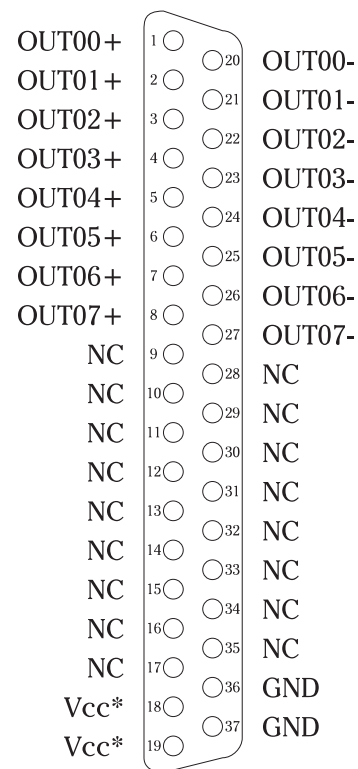 OUT00+ 1
20 OUT00-
OUT01+ 2
21 OUT01-
OUT02+ 3
22 OUT02-
OUT03+ 4
23 OUT03-
OUT04+ 5
24 OUT04-
OUT05+ 6
25 OUT05-
OUT06+ 7
26 OUT06-
OUT07+ 8
27 OUT07-
NC 9
28 NC
NC 10
29 NC
NC 11
30 NC
NC 12
31 NC
NC 13
32 NC
NC 14
33 NC
NC 15
34 NC
NC 16
35 NC
NC 17
36 GND
Vcc* 18
37 GND
Vcc* 19